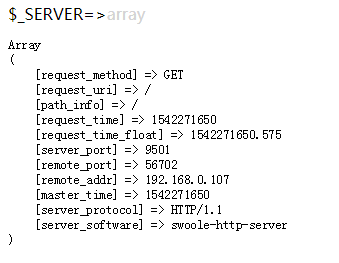 $_SERVER=>array
Array
(
[request_method] => GET
[request_uri] => /
[path_info] => /
[request_time] => 1542271650
[request_time_float] => 1542271650.575
[server_port] => 9501
[remote_port] => 56702
[remote_addr] => 192.168.0.107
[master_time] => 1542271650
[server_protocol] => HTTP/1.1
[server_software] => swoole-http-server
)